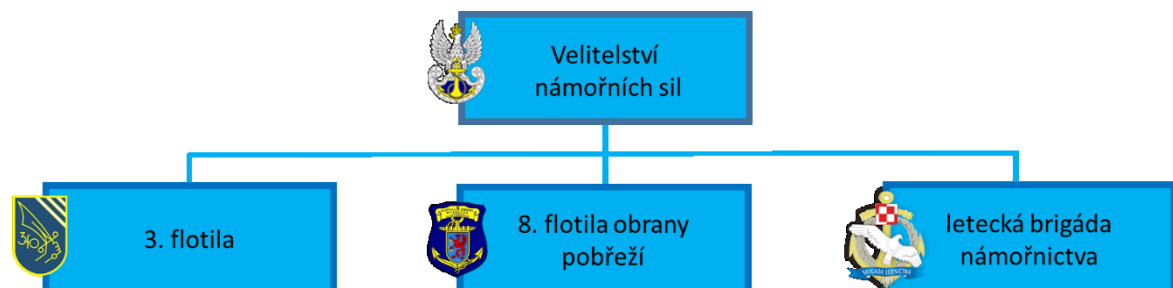 Velitelství
námořních sil
3. flotila
8. flotila obrany
pobřeží
letecká brigáda
námořnictva